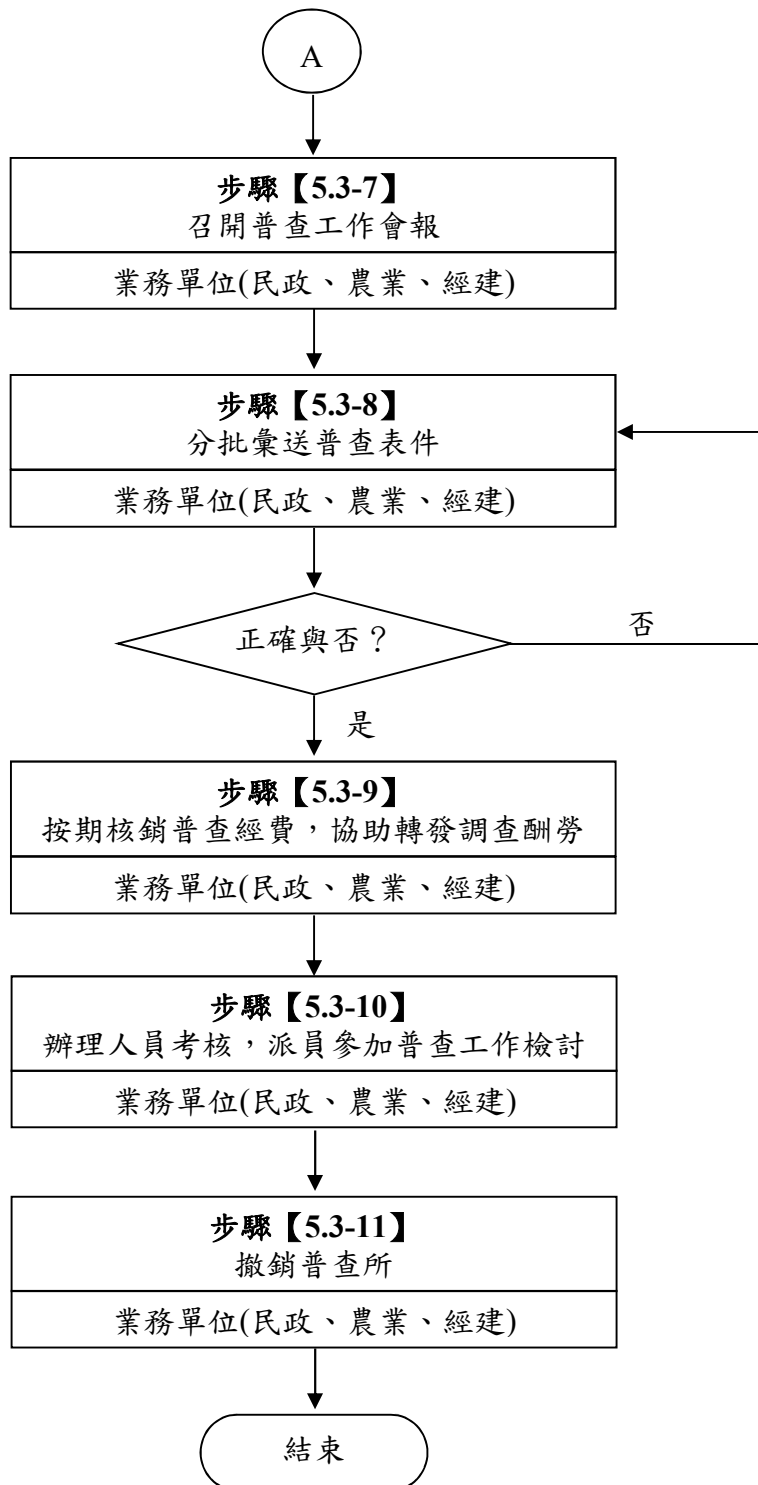 A
步驟【5.3-7】
召開普查工作會報
業務單位(民政、農業、經建)
步驟【5.3-8】
分批彙送普查表件
業務單位(民政、農業、經建)
正確與否？
否
是
步驟【5.3-9】
按期核銷普查經費，協助轉發調查酬勞
業務單位(民政、農業、經建)
步驟【5.3-10】
辦理人員考核，派員參加普查工作檢討
業務單位(民政、農業、經建)
步驟【5.3-11】
撤銷普查所
業務單位(民政、農業、經建)
結束